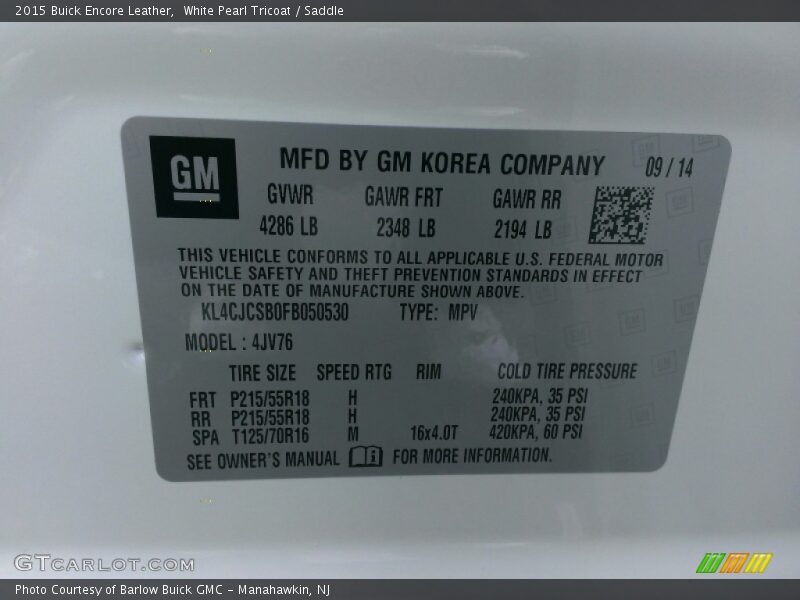 2015 Buick Encore Leather,  White Pearl Tricoat / Saddle
GM
MFD BY GM KOREA COMPANY 09 / 14
GVWR GAWR FRT GAWR RR
4286 LB 2348 LB 2194 LB
THIS VEHICLE CONFORMS TO ALL APPLICABLE U.S. FEDERAL MOTOR
VEHICLE SAFETY AND THEFT PREVENTION STANDARDS IN EFFECT
ON THE DATE OF MANUFACTURE SHOWN ABOVE.
KL4CJCSB0FB050530 TYPE: MPV
MODEL : 4JV76
TIRE SIZE SPEED RTG RIM COLD TIRE PRESSURE
FRT P215/55R18 H 240KPA, 35 PSI
RR P215/55R18 H 240KPA, 35 PSI
SPA T125/70R16 M 16x4.0T 420KPA, 60 PSI
SEE OWNER'S MANUAL FOR MORE INFORMATION.
GTCARLOT.COM
Photo Courtesy of Barlow Buick GMC - Manahawkin, NJ